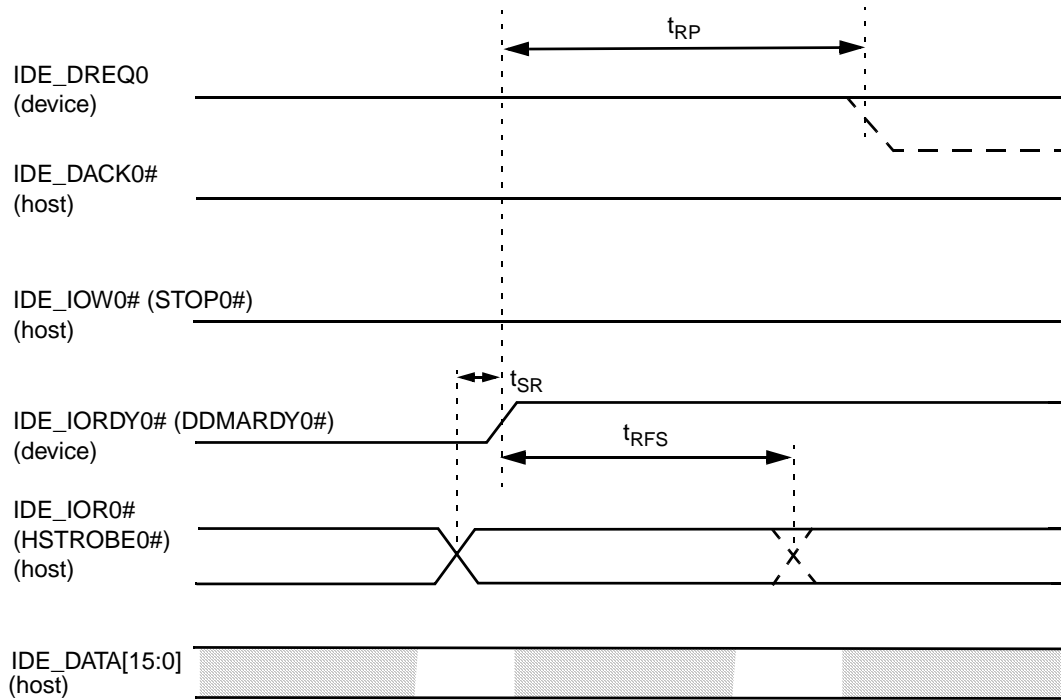 tRP
IDE_DREQ0
(device)
IDE_DACK0#
(host)
IDE_IOW0# (STOP0#)
(host)
tSR
IDE_IORDY0# (DDMARDY0#)
(device)
tRFS
IDE_IOR0#
(HSTROBE0#)
(host)
IDE_DATA[15:0]
(host)